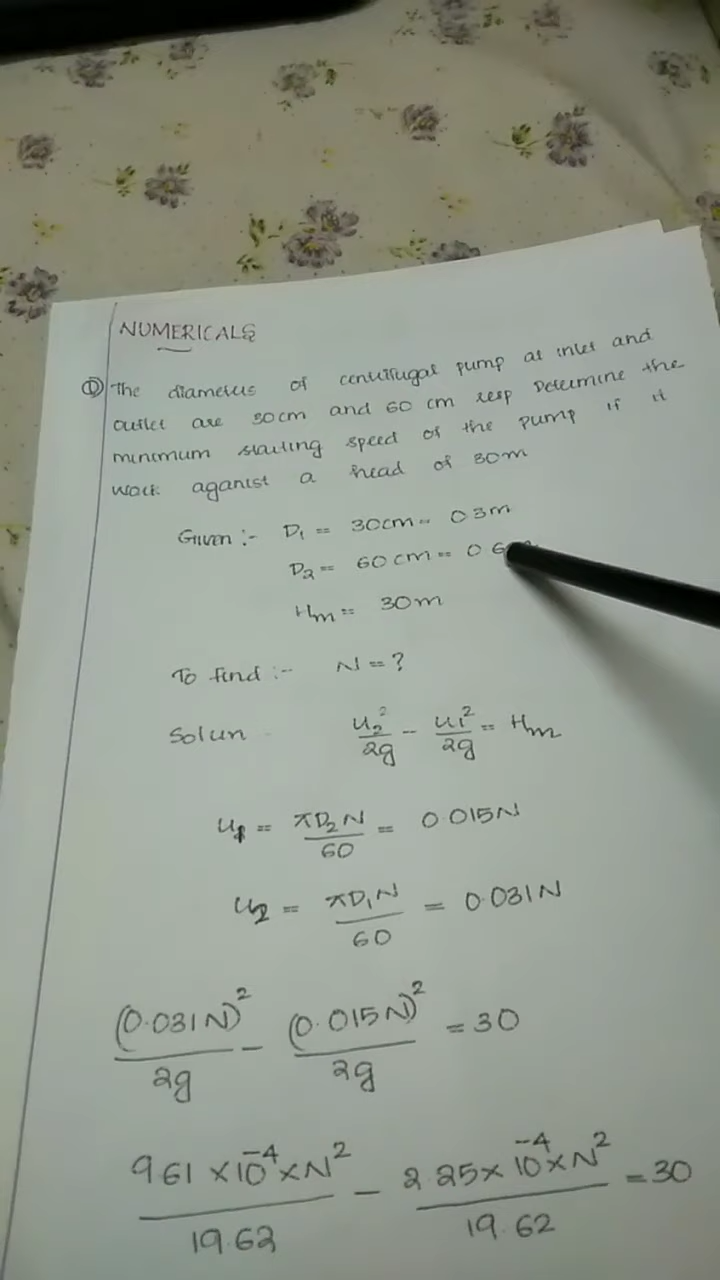 NUMERICALS
① The diameters of centrifugal pump at inlet and
outlet are 30cm and 60 cm resp Determine the
minimum starting speed of the pump if it
work aganist a head of 30m
Given :- D₁ = 30cm = 0.3m
D₂ = 60cm = 0.6
Hm = 30m
To find :- N = ?
Solun u₂²/2g - u₁²/2g = Hm
u₁ = πD₂N/60 = 0.015N
u₂ = πD₁N/60 = 0.031N
(0.031N)²/2g - (0.015N)²/2g = 30
9.61 × 10⁻⁴ × N²/19.62 - 2.25 × 10⁻⁴ × N²/19.62 = 30